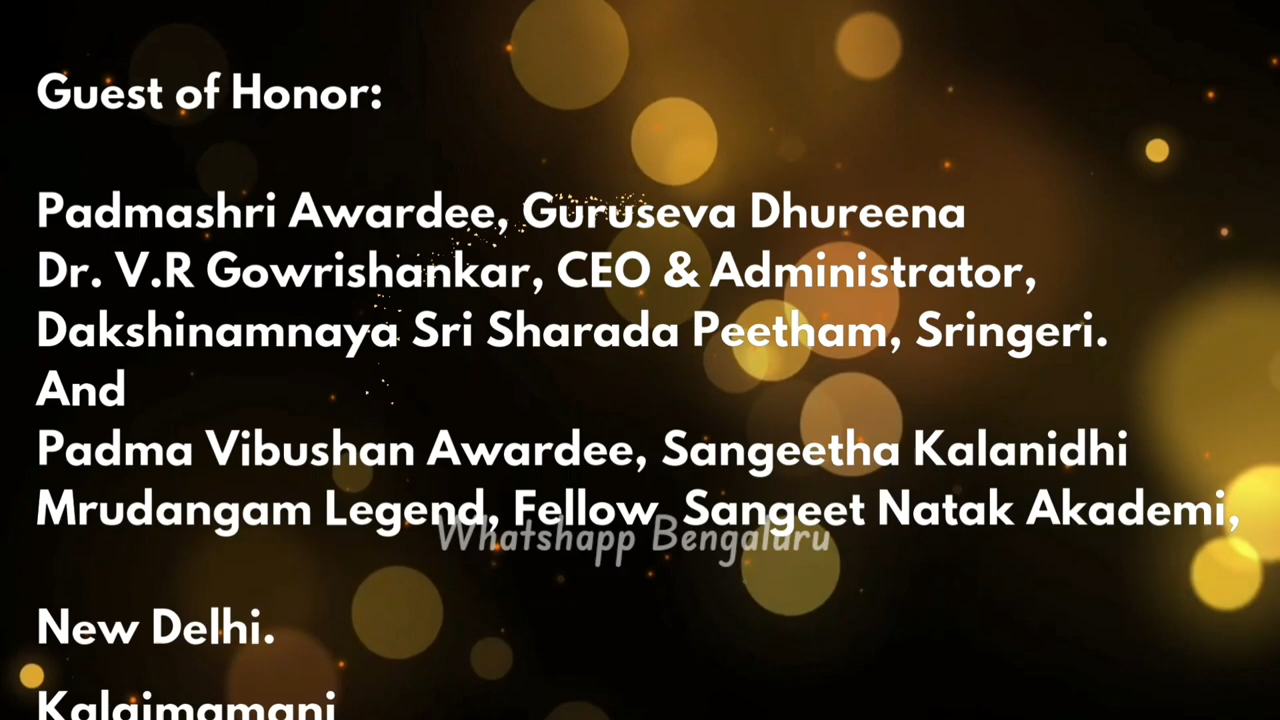 Guest of Honor:
Padmashri Awardee, Guruseva Dhureena
Dr. V.R Gowrishankar, CEO & Administrator,
Dakshinamnaya Sri Sharada Peetham, Sringeri.
And
Padma Vibushan Awardee, Sangeetha Kalanidhi
Mrudangam Legend, Fellow, Sangeet Natak Akademi,
Whatshapp Bengaluru
New Delhi.
Kalaimamani